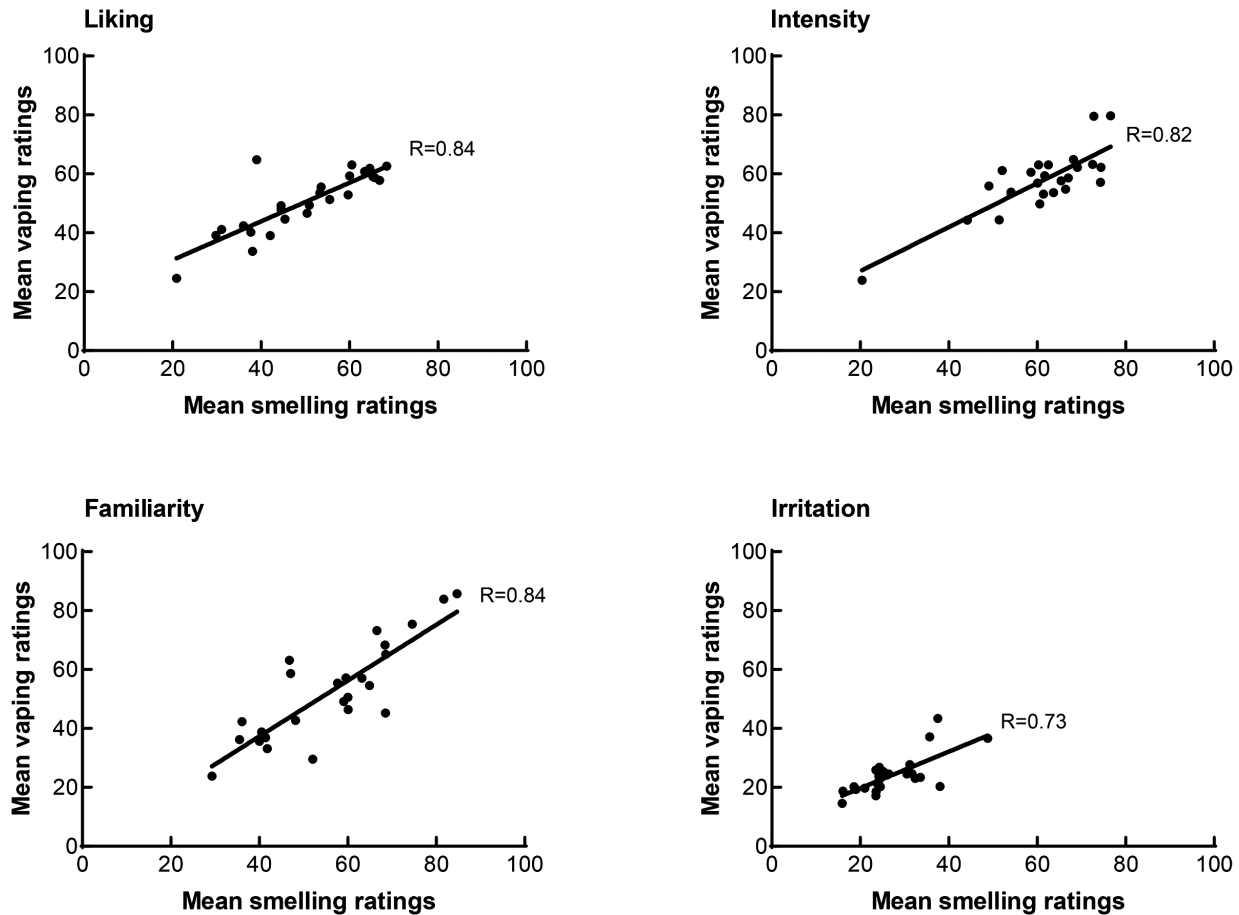 Liking
100
80
60
40
20
0
Mean vaping ratings
R=0.84
0 20 40 60 80 100
Mean smelling ratings
Intensity
100
80
60
40
20
0
Mean vaping ratings
R=0.82
0 20 40 60 80 100
Mean smelling ratings
Familiarity
100
80
60
40
20
0
Mean vaping ratings
R=0.84
0 20 40 60 80 100
Mean smelling ratings
Irritation
100
80
60
40
20
0
Mean vaping ratings
R=0.73
0 20 40 60 80 100
Mean smelling ratings